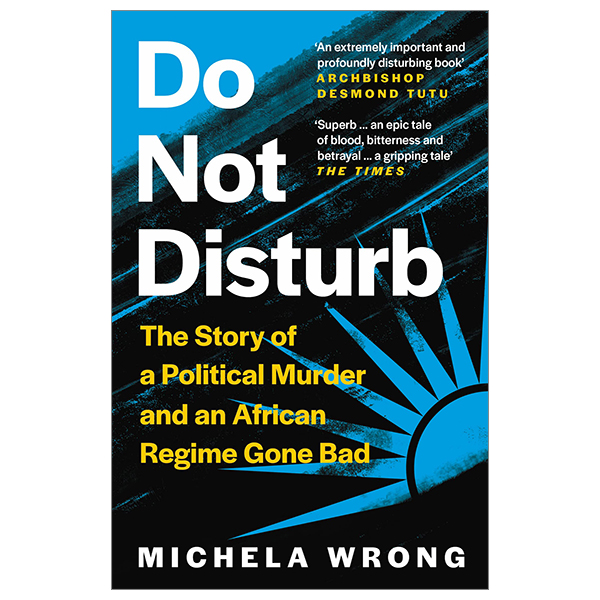 Do
Not
Disturb
'An extremely important and
profoundly disturbing book'
ARCHBISHOP
DESMOND TUTU
'Superb ... an epic tale
of blood, bitterness and
betrayal ... a gripping tale'
THE TIMES
The Story of
a Political Murder
and an African
Regime Gone Bad
MICHELA WRONG